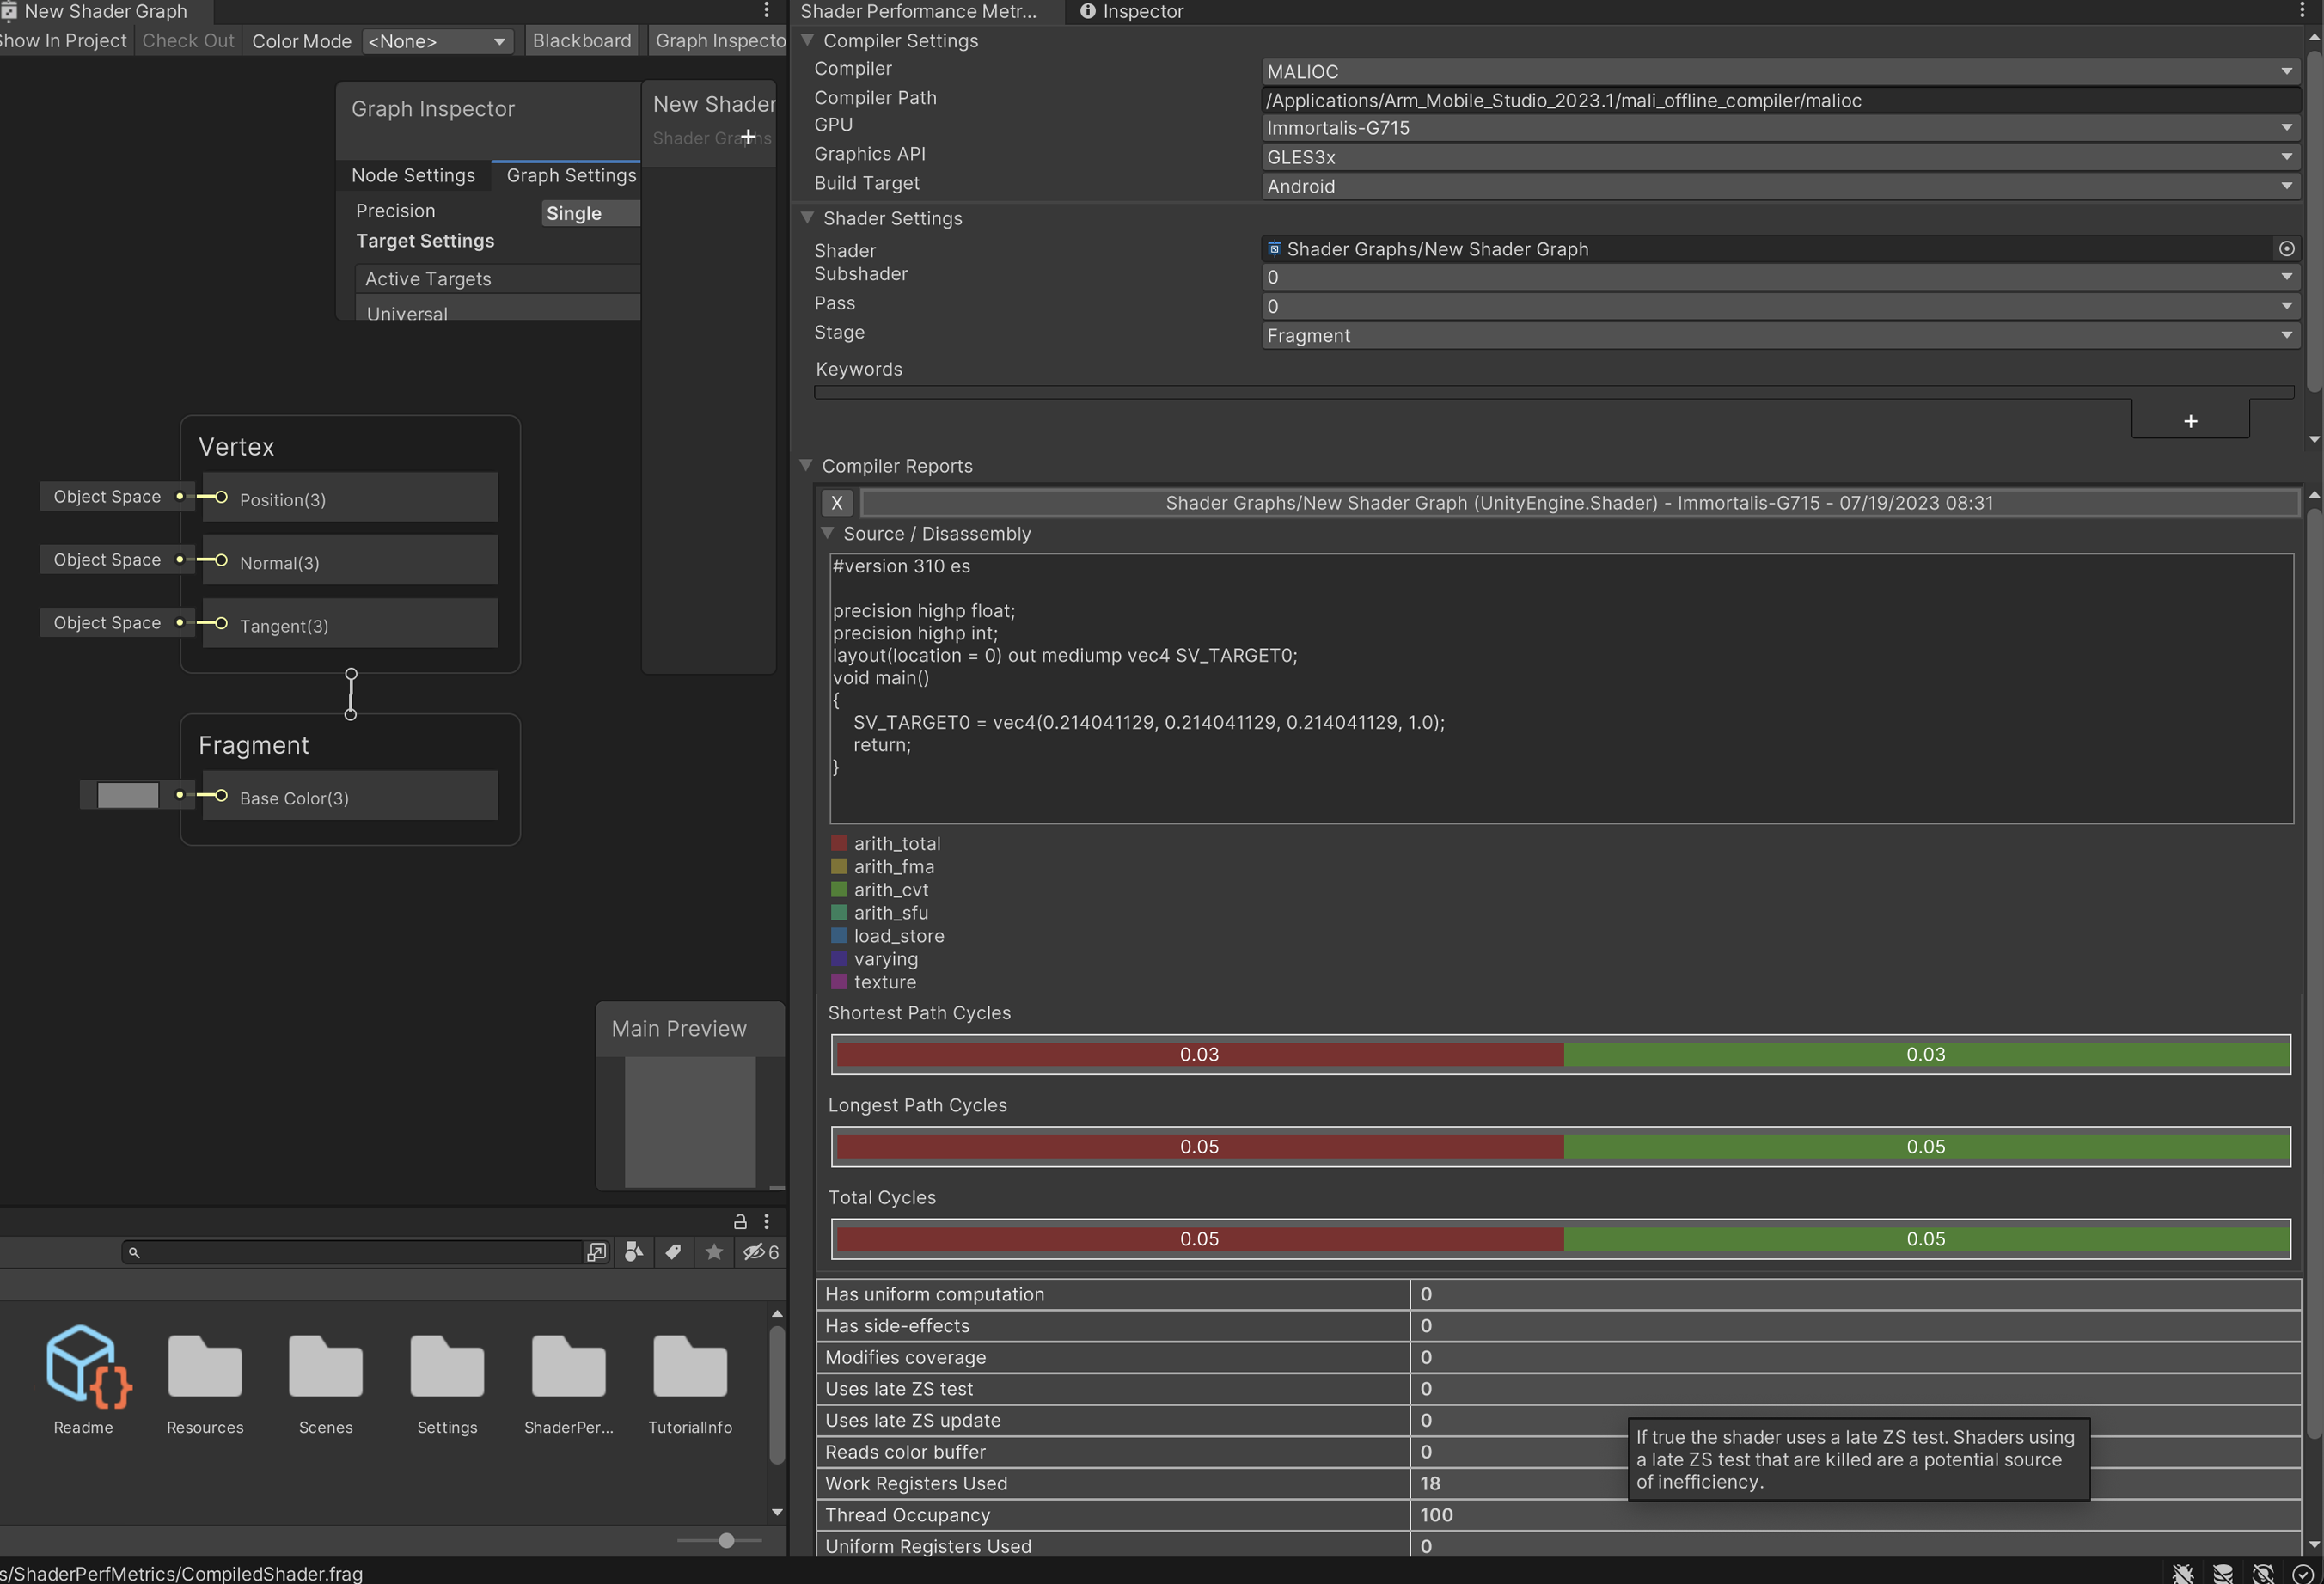 New Shader Graph
Show In Project
Check Out
Color Mode
<None>
Blackboard
Graph Inspecto
Graph Inspector
Node Settings
Graph Settings
Precision
Single
Target Settings
Active Targets
Universal
New Shader
Shader Graphs
+
Vertex
Object Space
Position(3)
Object Space
Normal(3)
Object Space
Tangent(3)
Fragment
Base Color(3)
Main Preview
6
Readme
Resources
Scenes
Settings
ShaderPer...
TutorialInfo
s/ShaderPerfMetrics/CompiledShader.frag
Shader Performance Metr...
Inspector
Compiler Settings
Compiler
MALIOC
Compiler Path
/Applications/Arm_Mobile_Studio_2023.1/mali_offline_compiler/malioc
GPU
Immortalis-G715
Graphics API
GLES3x
Build Target
Android
Shader Settings
Shader
Shader Graphs/New Shader Graph
Subshader
0
Pass
0
Stage
Fragment
Keywords
+
Compiler Reports
X
Shader Graphs/New Shader Graph (UnityEngine.Shader) - Immortalis-G715 - 07/19/2023 08:31
Source / Disassembly
#version 310 es
precision highp float;
precision highp int;
layout(location = 0) out mediump vec4 SV_TARGET0;
void main()
{
SV_TARGET0 = vec4(0.214041129, 0.214041129, 0.214041129, 1.0);
return;
}
arith_total
arith_fma
arith_cvt
arith_sfu
load_store
varying
texture
Shortest Path Cycles
0.03
0.03
Longest Path Cycles
0.05
0.05
Total Cycles
0.05
0.05
Has uniform computation
0
Has side-effects
0
Modifies coverage
0
Uses late ZS test
0
Uses late ZS update
0
Reads color buffer
0
Work Registers Used
18
Thread Occupancy
100
Uniform Registers Used
0
If true the shader uses a late ZS test. Shaders using
a late ZS test that are killed are a potential source
of inefficiency.